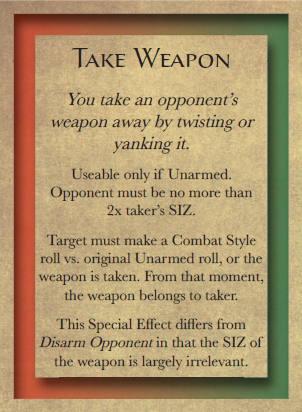 Take Weapon
You take an opponent's
weapon away by twisting or
yanking it.
Useable only if Unarmed.
Opponent must be no more than
2x taker's SIZ.
Target must make a Combat Style
roll vs. original Unarmed roll, or the
weapon is taken. From that moment,
the weapon belongs to taker.
This Special Effect differs from
Disarm Opponent in that the SIZ of
the weapon is largely irrelevant.